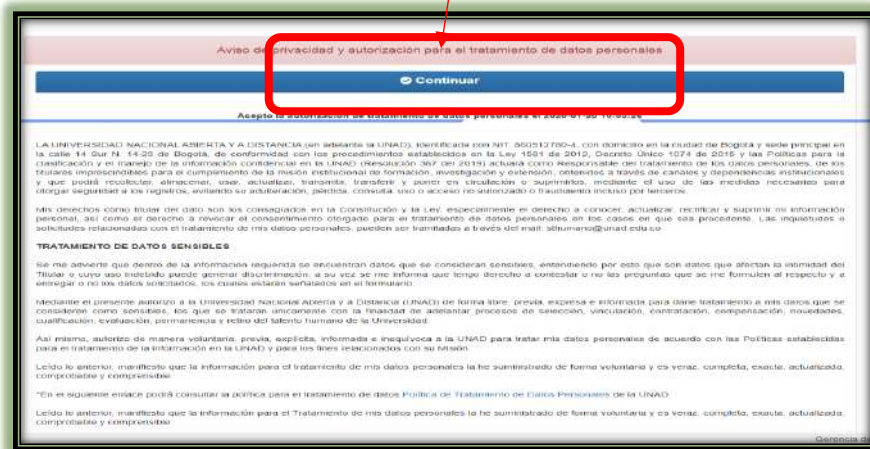 Aviso de privacidad y autorización para el tratamiento de datos personales
Continuar
Acepto la autorización de tratamiento de datos personales el
LA UNIVERSIDAD NACIONAL ABIERTA Y A DISTANCIA (en adelante la UNAD), identificada con NIT. 860512780-4, con domicilio en la ciudad de Bogotá y sede principal en
la calle 14 Sur N. 14-23 de Bogotá, de conformidad con los procedimientos establecidos en la Ley 1581 de 2012, Decreto Único 1074 de 2015 y las Políticas para la
clasificación y el manejo de la información confidencial en la UNAD (Resolución 367 del 2019) actuará como Responsable del tratamiento de los datos personales, de los
titulares imprescindibles para el cumplimiento de la misión institucional de formación, investigación y extensión, obtenidos a través de canales y dependencias institucionales
y que podrá recolectar, almacenar, usar, actualizar, transmitir, transferir y poner en circulación o suprimirlos, mediante el uso de las medidas necesarias para
otorgar seguridad a los registros, evitando su adulteración, pérdida, consulta, uso o acceso no autorizado o fraudulento incluso por terceros.
Mis derechos como titular del dato son los consagrados en la Constitución y la Ley, especialmente el derecho a conocer, actualizar, rectificar y suprimir mi información
personal, así como el derecho a revocar el consentimiento otorgado para el tratamiento de datos personales en los casos en que sea procedente. Las inquietudes o
solicitudes relacionadas con el tratamiento de mis datos personales, pueden ser tramitadas a través del mail: sthumano@unad.edu.co
TRATAMIENTO DE DATOS SENSIBLES
Se me advierte que dentro de la información requerida se encuentran datos que se consideran sensibles, entendiendo por esto que son datos que afectan la intimidad del
Titular o cuyo uso indebido puede generar discriminación, a su vez se me informa que tengo derecho a contestar o no las preguntas que se me formulen al respecto y a
entregar o no los datos solicitados, los cuales estarán señalados en el formulario.
Mediante el presente autorizo a la Universidad Nacional Abierta y a Distancia (UNAD) de forma libre, previa, expresa e informada para darle tratamiento a mis datos que se
consideren como sensibles, los que se tratarán únicamente con la finalidad de adelantar procesos de selección, vinculación, contratación, compensación, novedades,
cualificación, evaluación, permanencia y retiro del talento humano de la Universidad.
Así mismo, autorizo de manera voluntaria, previa, explícita, informada e inequívoca a la UNAD para tratar mis datos personales de acuerdo con las Políticas establecidas
para el tratamiento de la información en la UNAD y para los fines relacionados con su Misión.
Leído lo anterior, manifiesto que la información para el tratamiento de mis datos personales la he suministrado de forma voluntaria y es veraz, completa, exacta, actualizada,
comprobable y comprensible
*En el siguiente enlace podrá consultar la política para el tratamiento de datos Política de Tratamiento de Datos Personales de la UNAD
Leído lo anterior, manifiesto que la información para el Tratamiento de mis datos personales la he suministrado de forma voluntaria y es veraz, completa, exacta, actualizada,
comprobable y comprensible
Gerencia de